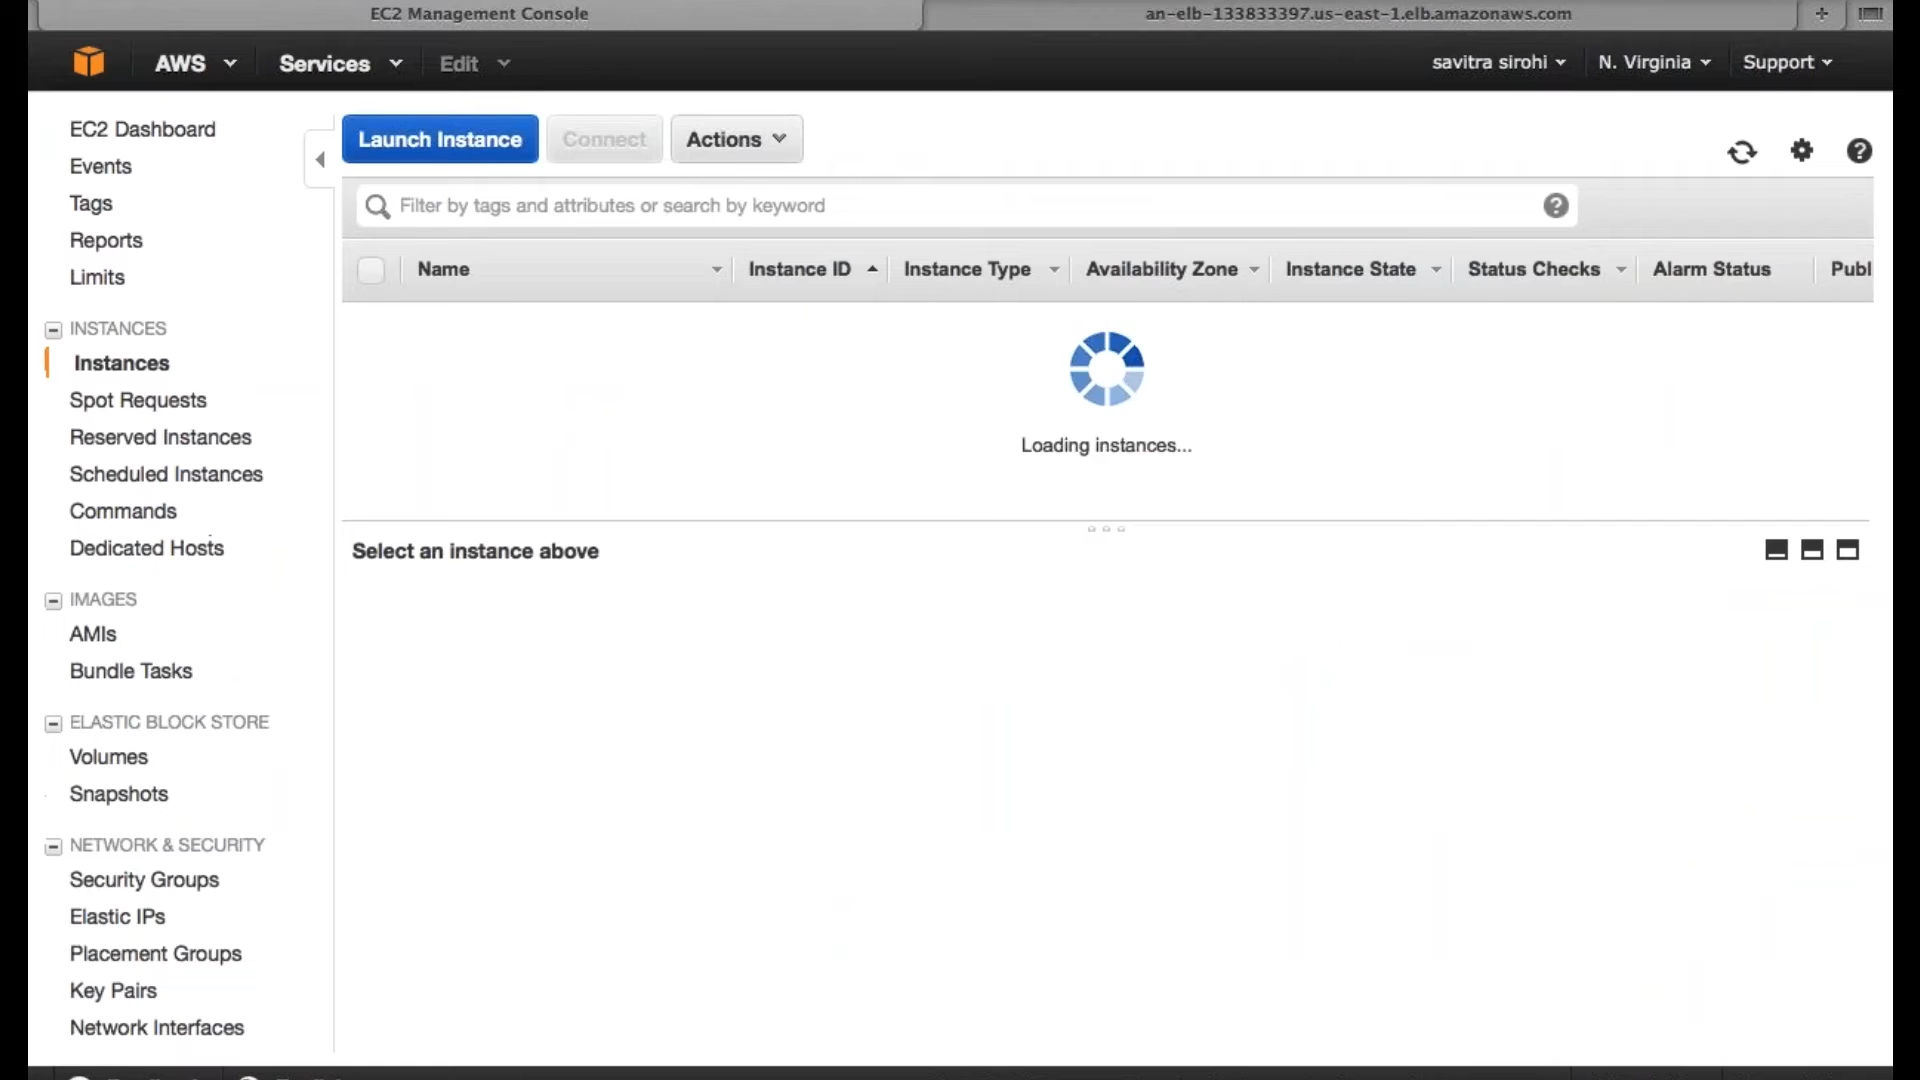 EC2 Management Console
an-elb-133833397.us-east-1.elb.amazonaws.com
AWS Services Edit savitra sirohi N. Virginia Support
EC2 Dashboard
Events
Tags
Reports
Limits
INSTANCES
Instances
Spot Requests
Reserved Instances
Scheduled Instances
Commands
Dedicated Hosts
IMAGES
AMIs
Bundle Tasks
ELASTIC BLOCK STORE
Volumes
Snapshots
NETWORK & SECURITY
Security Groups
Elastic IPs
Placement Groups
Key Pairs
Network Interfaces
Launch Instance Connect Actions
Filter by tags and attributes or search by keyword
Name Instance ID Instance Type Availability Zone Instance State Status Checks Alarm Status Publ
Loading instances...
Select an instance above